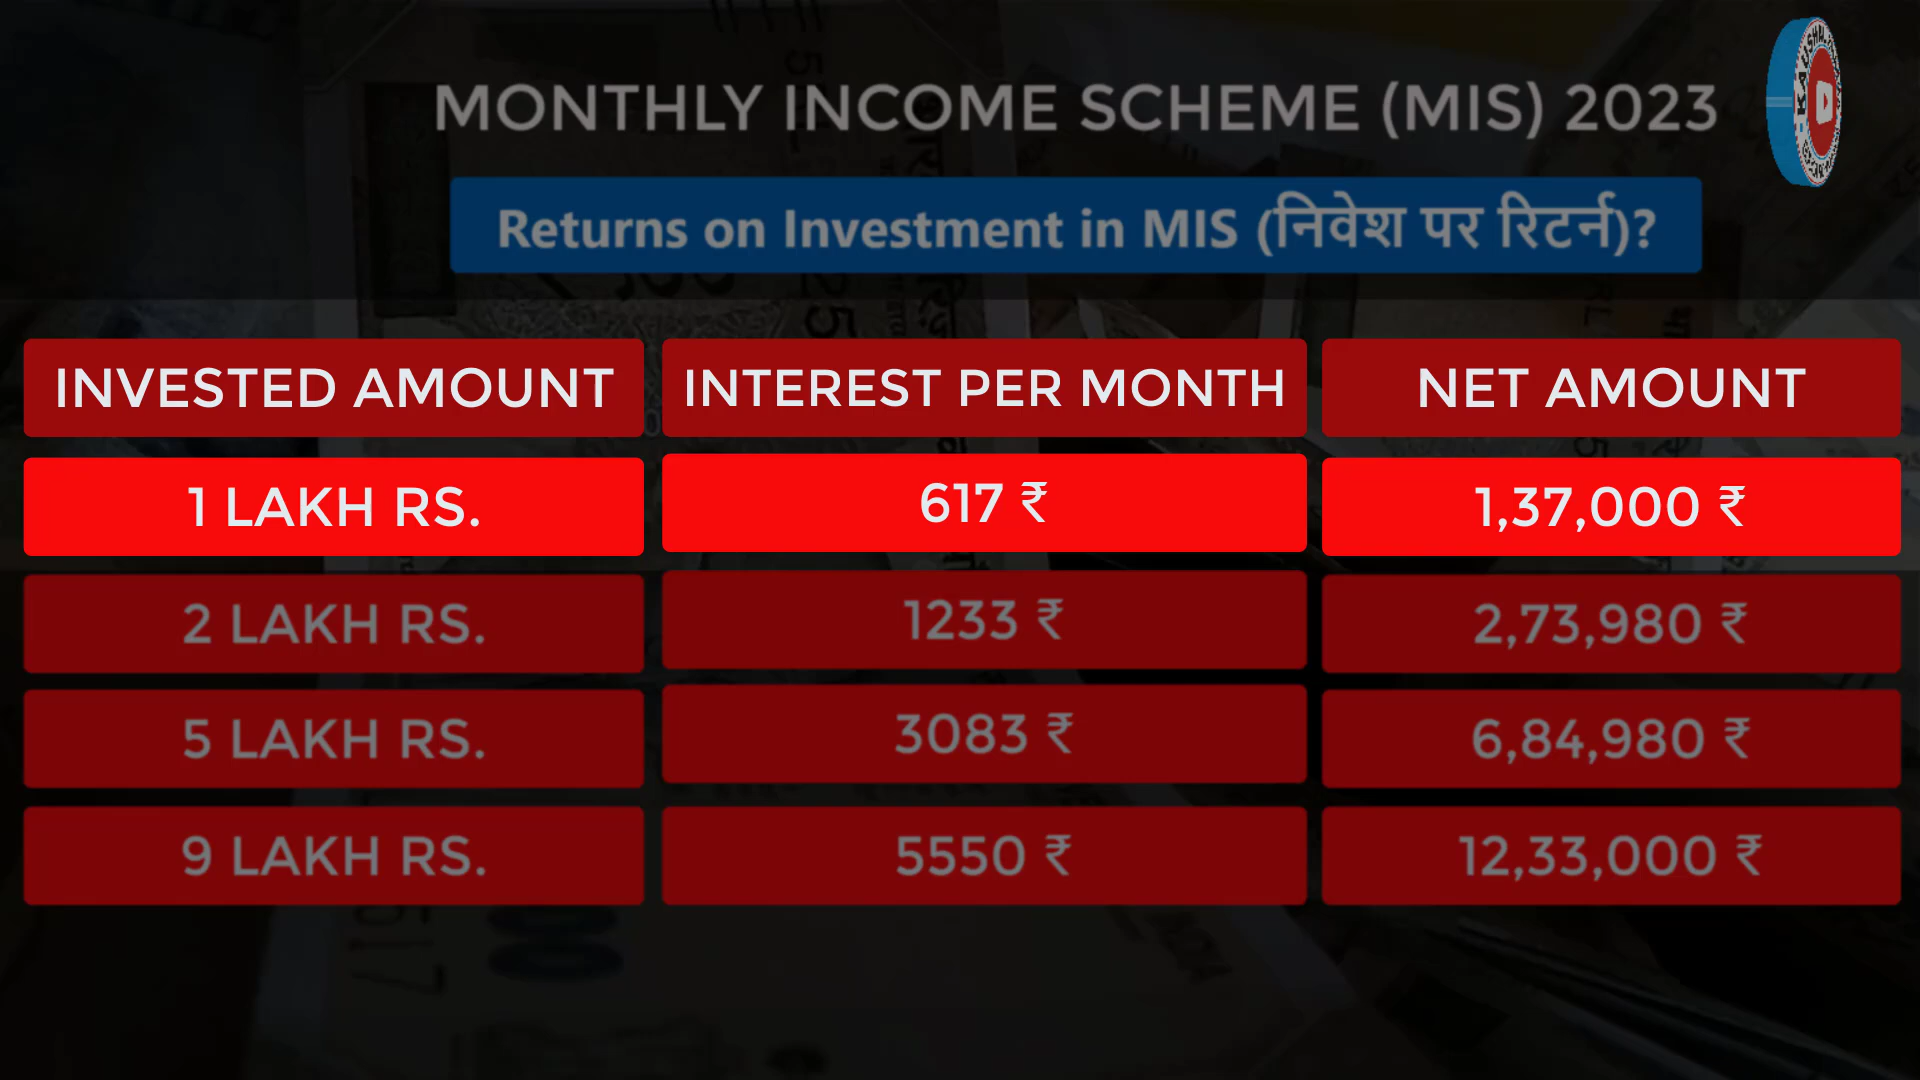 MONTHLY INCOME SCHEME (MIS) 2023
Returns on Investment in MIS (निवेश पर रिटर्न)?
INVESTED AMOUNT INTEREST PER MONTH NET AMOUNT
1 LAKH RS. 617 ₹ 1,37,000 ₹
2 LAKH RS. 1233 ₹ 2,73,980 ₹
5 LAKH RS. 3083 ₹ 6,84,980 ₹
9 LAKH RS. 5550 ₹ 12,33,000 ₹